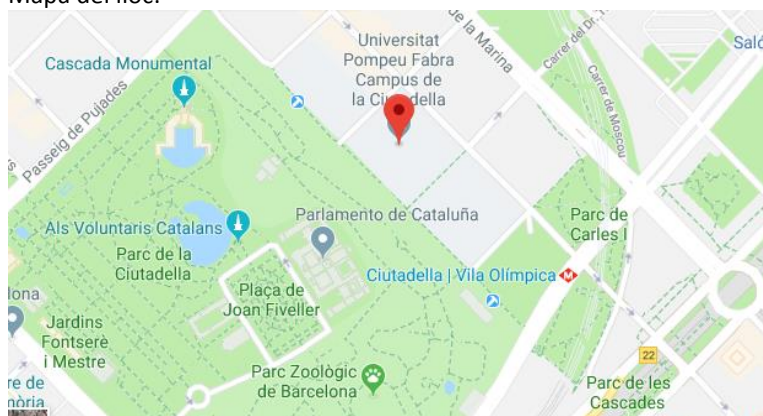 Mapa del lloc:
Universitat
Pompeu Fabra
Campus de
la Ciutadella
de la Marina
Carrer del Dr.
Saló
Cascada Monumental
Carrer de Moscou
Passeig de Pujades
Als Voluntaris Catalans
Parlamento de Cataluña
Parc de
Carles I
Parc de la
Ciutadella
Ciutadella | Vila Olímpica
M
Plaça de
Joan Fiveller
lona
Jardins
Fontserè
i Mestre
22
Parc Zoològic
de Barcelona
Parc de les
Cascades
re de
mòria